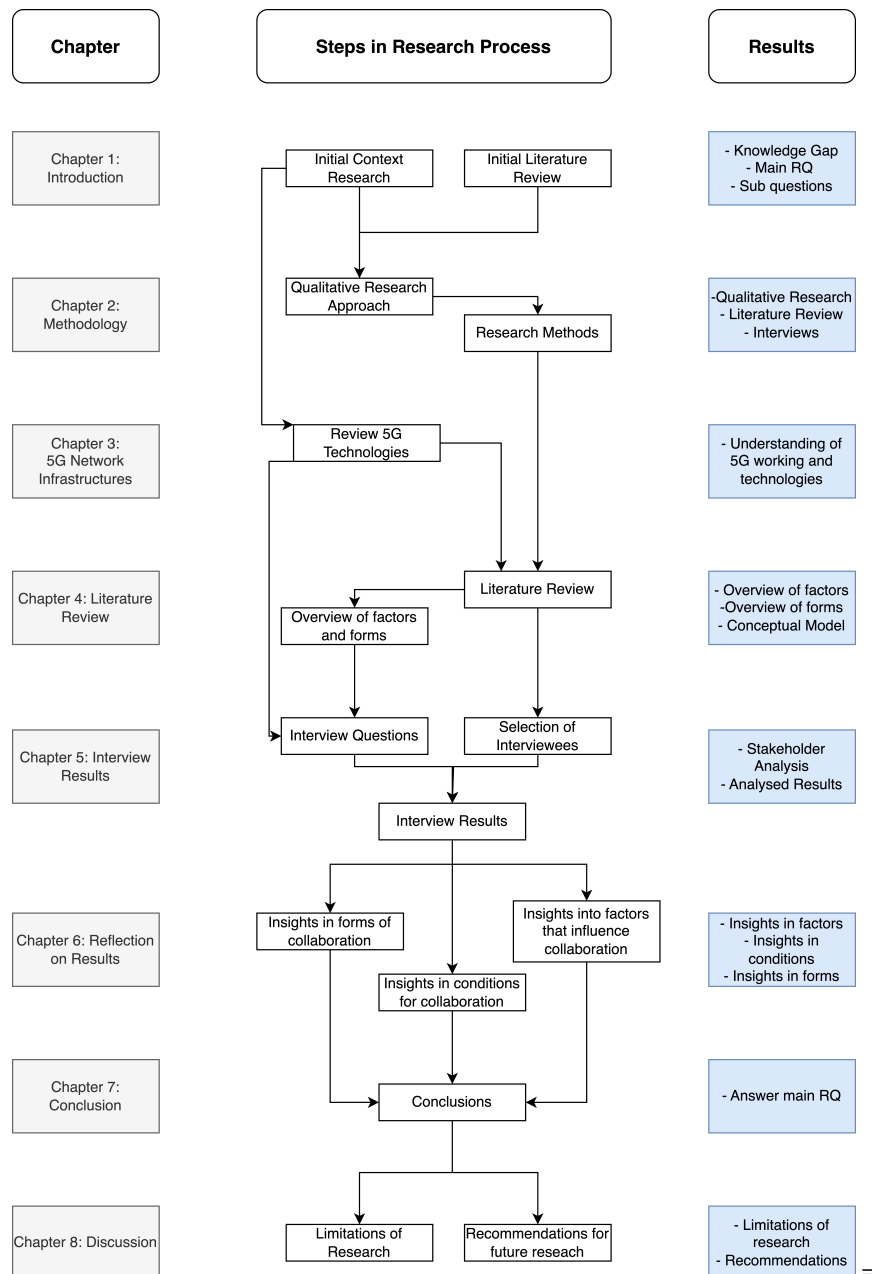 Chapter
Steps in Research Process
Results
Chapter 1:
Introduction
Initial Context
Research
Initial Literature
Review
- Knowledge Gap
- Main RQ
- Sub questions
Chapter 2:
Methodology
Qualitative Research
Approach
Research Methods
-Qualitative Research
- Literature Review
- Interviews
Chapter 3:
5G Network
Infrastructures
Review 5G
Technologies
- Understanding of
5G working and
technologies
Chapter 4: Literature
Review
Literature Review
Overview of factors
and forms
- Overview of factors
-Overview of forms
- Conceptual Model
Chapter 5: Interview
Results
Interview Questions
Selection of
Interviewees
Interview Results
- Stakeholder
Analysis
- Analysed Results
Chapter 6: Reflection
on Results
Insights in forms of
collaboration
Insights into factors
that influence
collaboration
Insights in conditions
for collaboration
- Insights in factors
- Insights in
conditions
- Insights in forms
Chapter 7:
Conclusion
Conclusions
- Answer main RQ
Chapter 8: Discussion
Limitations of
Research
Recommendations for
future reseach
- Limitations of
research
- Recommendations